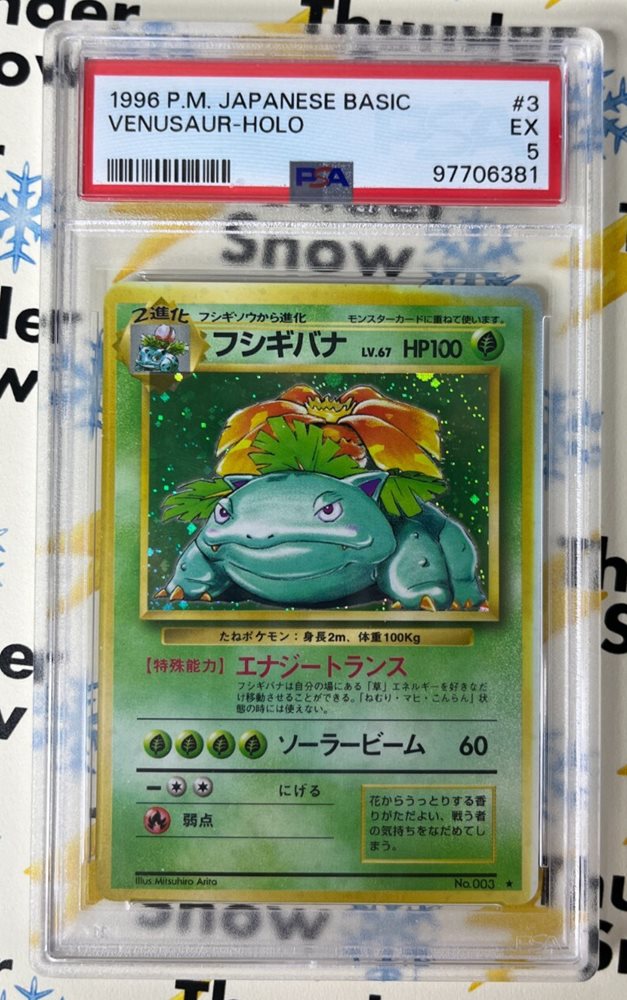 Thunder
Snow
1996 P.M. JAPANESE BASIC #3
VENUSAUR-HOLO EX
5
PSA 97706381
Snow
2進化 フシギソウから進化 モンスターカードに重ねて使います。
フシギバナ LV.67 HP100
たねポケモン：身長2m、体重100Kg
【特殊能力】エナジートランス
フシギバナは自分の場にある「草」エネルギーを好きなだ
け移動させることができる。「ねむり・マヒ・こんらん」状
態の時には使えない。
ソーラービーム 60
ー にげる
弱点
花からうっとりする香
りがただよい、戦う者
の気持ちをなだめてし
まう。
Illus.Mitsuhiro Arita No.003 ★
Snow